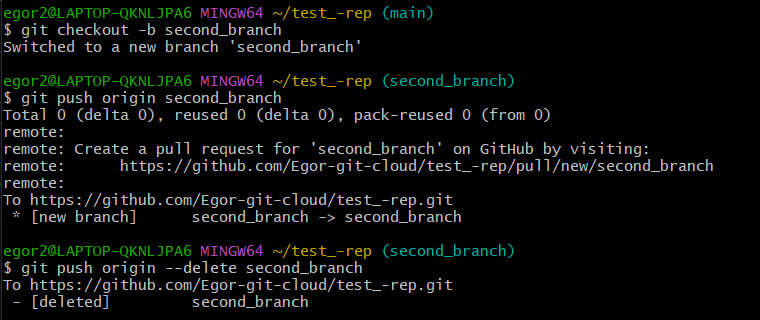 egor2@LAPTOP-QKNLJPA6 MINGW64 ~/test_-rep (main)
$ git checkout -b second_branch
Switched to a new branch 'second_branch'
egor2@LAPTOP-QKNLJPA6 MINGW64 ~/test_-rep (second_branch)
$ git push origin second_branch
Total 0 (delta 0), reused 0 (delta 0), pack-reused 0 (from 0)
remote:
remote: Create a pull request for 'second_branch' on GitHub by visiting:
remote:      https://github.com/Egor-git-cloud/test_-rep/pull/new/second_branch
remote:
To https://github.com/Egor-git-cloud/test_-rep.git
 * [new branch]      second_branch -> second_branch
egor2@LAPTOP-QKNLJPA6 MINGW64 ~/test_-rep (second_branch)
$ git push origin --delete second_branch
To https://github.com/Egor-git-cloud/test_-rep.git
 - [deleted]         second_branch